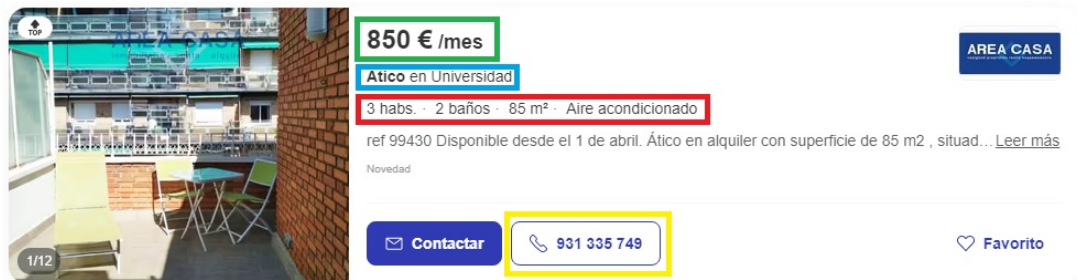 TOP
AREA CASA
850 € /mes
AREA CASA
Atico en Universidad
3 habs. · 2 baños · 85 m² · Aire acondicionado
ref 99430 Disponible desde el 1 de abril. Ático en alquiler con superficie de 85 m2 , situad... Leer más
Novedad
1/12
Contactar
931 335 749
Favorito